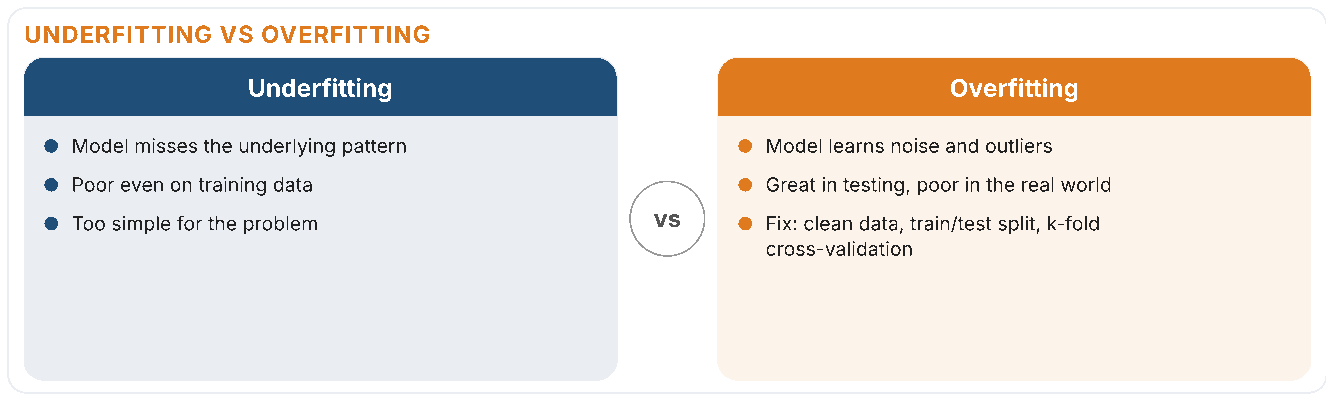 UNDERFITTING VS OVERFITTING
Underfitting
Model misses the underlying pattern
Poor even on training data
Too simple for the problem
vs
Overfitting
Model learns noise and outliers
Great in testing, poor in the real world
Fix: clean data, train/test split, k-fold
cross-validation